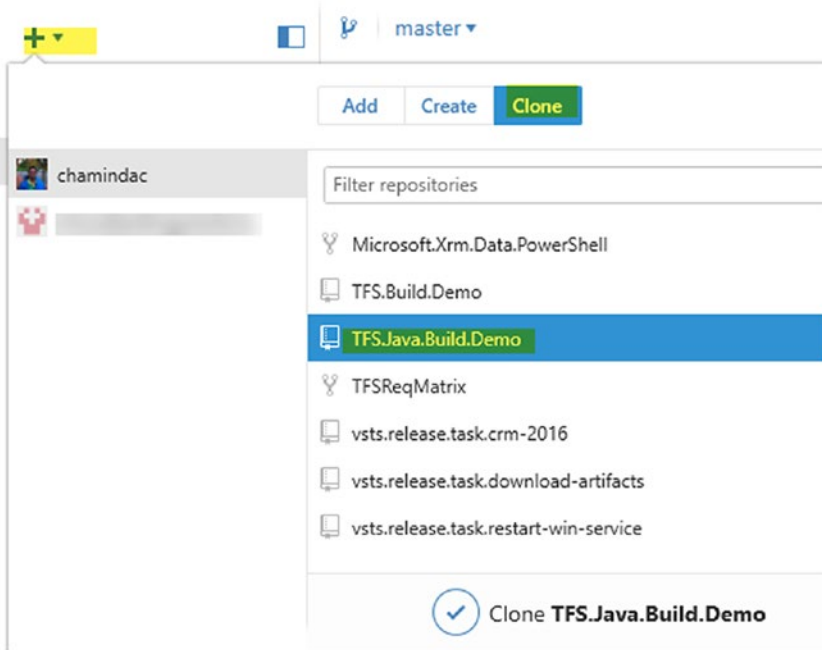 master
Add Create Clone
chamindac
Filter repositories
Microsoft.Xrm.Data.PowerShell
TFS.Build.Demo
TFS.Java.Build.Demo
TFSReqMatrix
vsts.release.task.crm-2016
vsts.release.task.download-artifacts
vsts.release.task.restart-win-service
Clone TFS.Java.Build.Demo